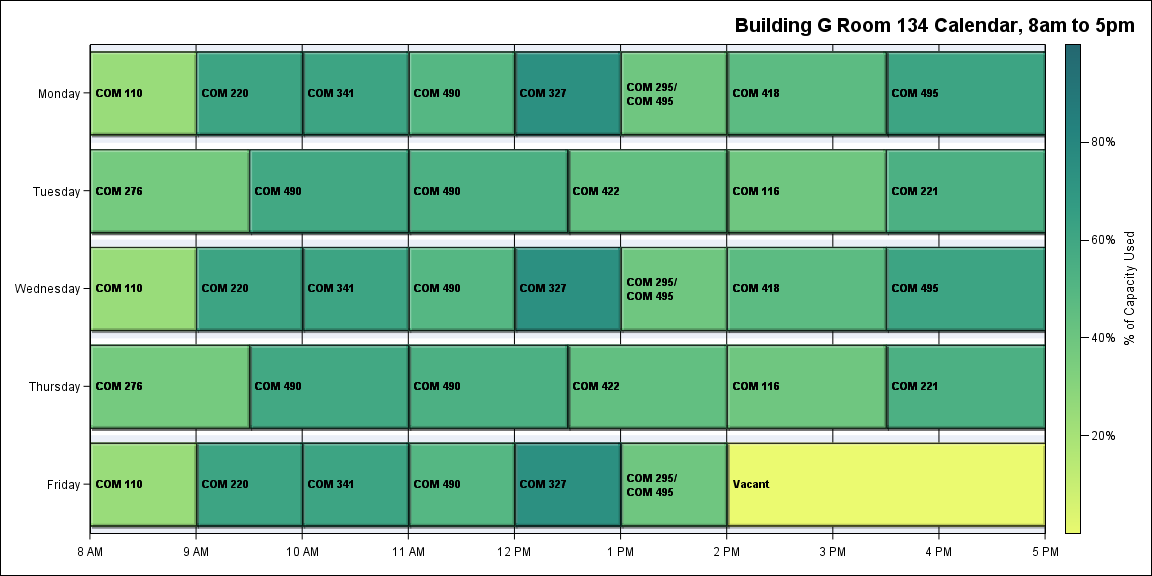 Building G Room 134 Calendar, 8am to 5pm
Monday
COM 110
COM 220
COM 341
COM 490
COM 327
COM 295/
COM 495
COM 418
COM 495
Tuesday
COM 276
COM 490
COM 490
COM 422
COM 116
COM 221
Wednesday
COM 110
COM 220
COM 341
COM 490
COM 327
COM 295/
COM 495
COM 418
COM 495
Thursday
COM 276
COM 490
COM 490
COM 422
COM 116
COM 221
Friday
COM 110
COM 220
COM 341
COM 490
COM 327
COM 295/
COM 495
Vacant
8 AM
9 AM
10 AM
11 AM
12 PM
1 PM
2 PM
3 PM
4 PM
5 PM
80%
60%
40%
20%
% of Capacity Used